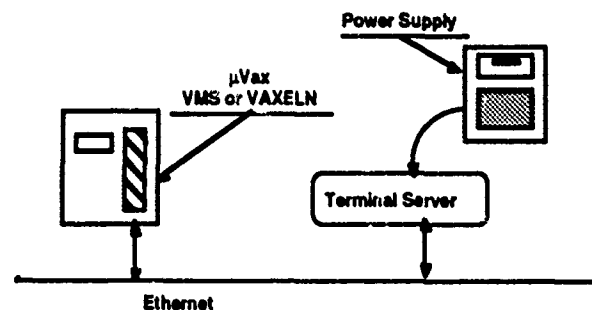 Power Supply
µVax
VMS or VAXELN
Terminal Server
Ethernet